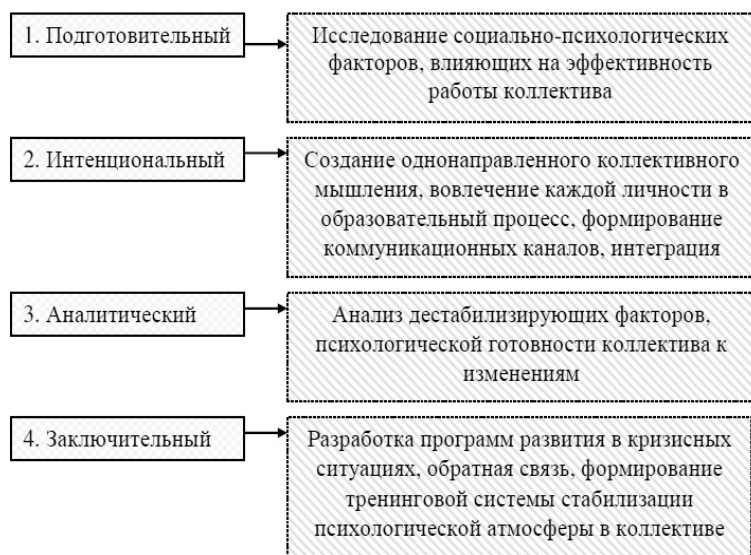 1. Подготовительный
Исследование социально-психологических
факторов, влияющих на эффективность
работы коллектива
2. Интенциональный
Создание однонаправленного коллективного
мышления, вовлечение каждой личности в
образовательный процесс, формирование
коммуникационных каналов, интеграция
3. Аналитический
Анализ дестабилизирующих факторов,
психологической готовности коллектива к
изменениям
4. Заключительный
Разработка программ развития в кризисных
ситуациях, обратная связь, формирование
тренинговой системы стабилизации
психологической атмосферы в коллективе